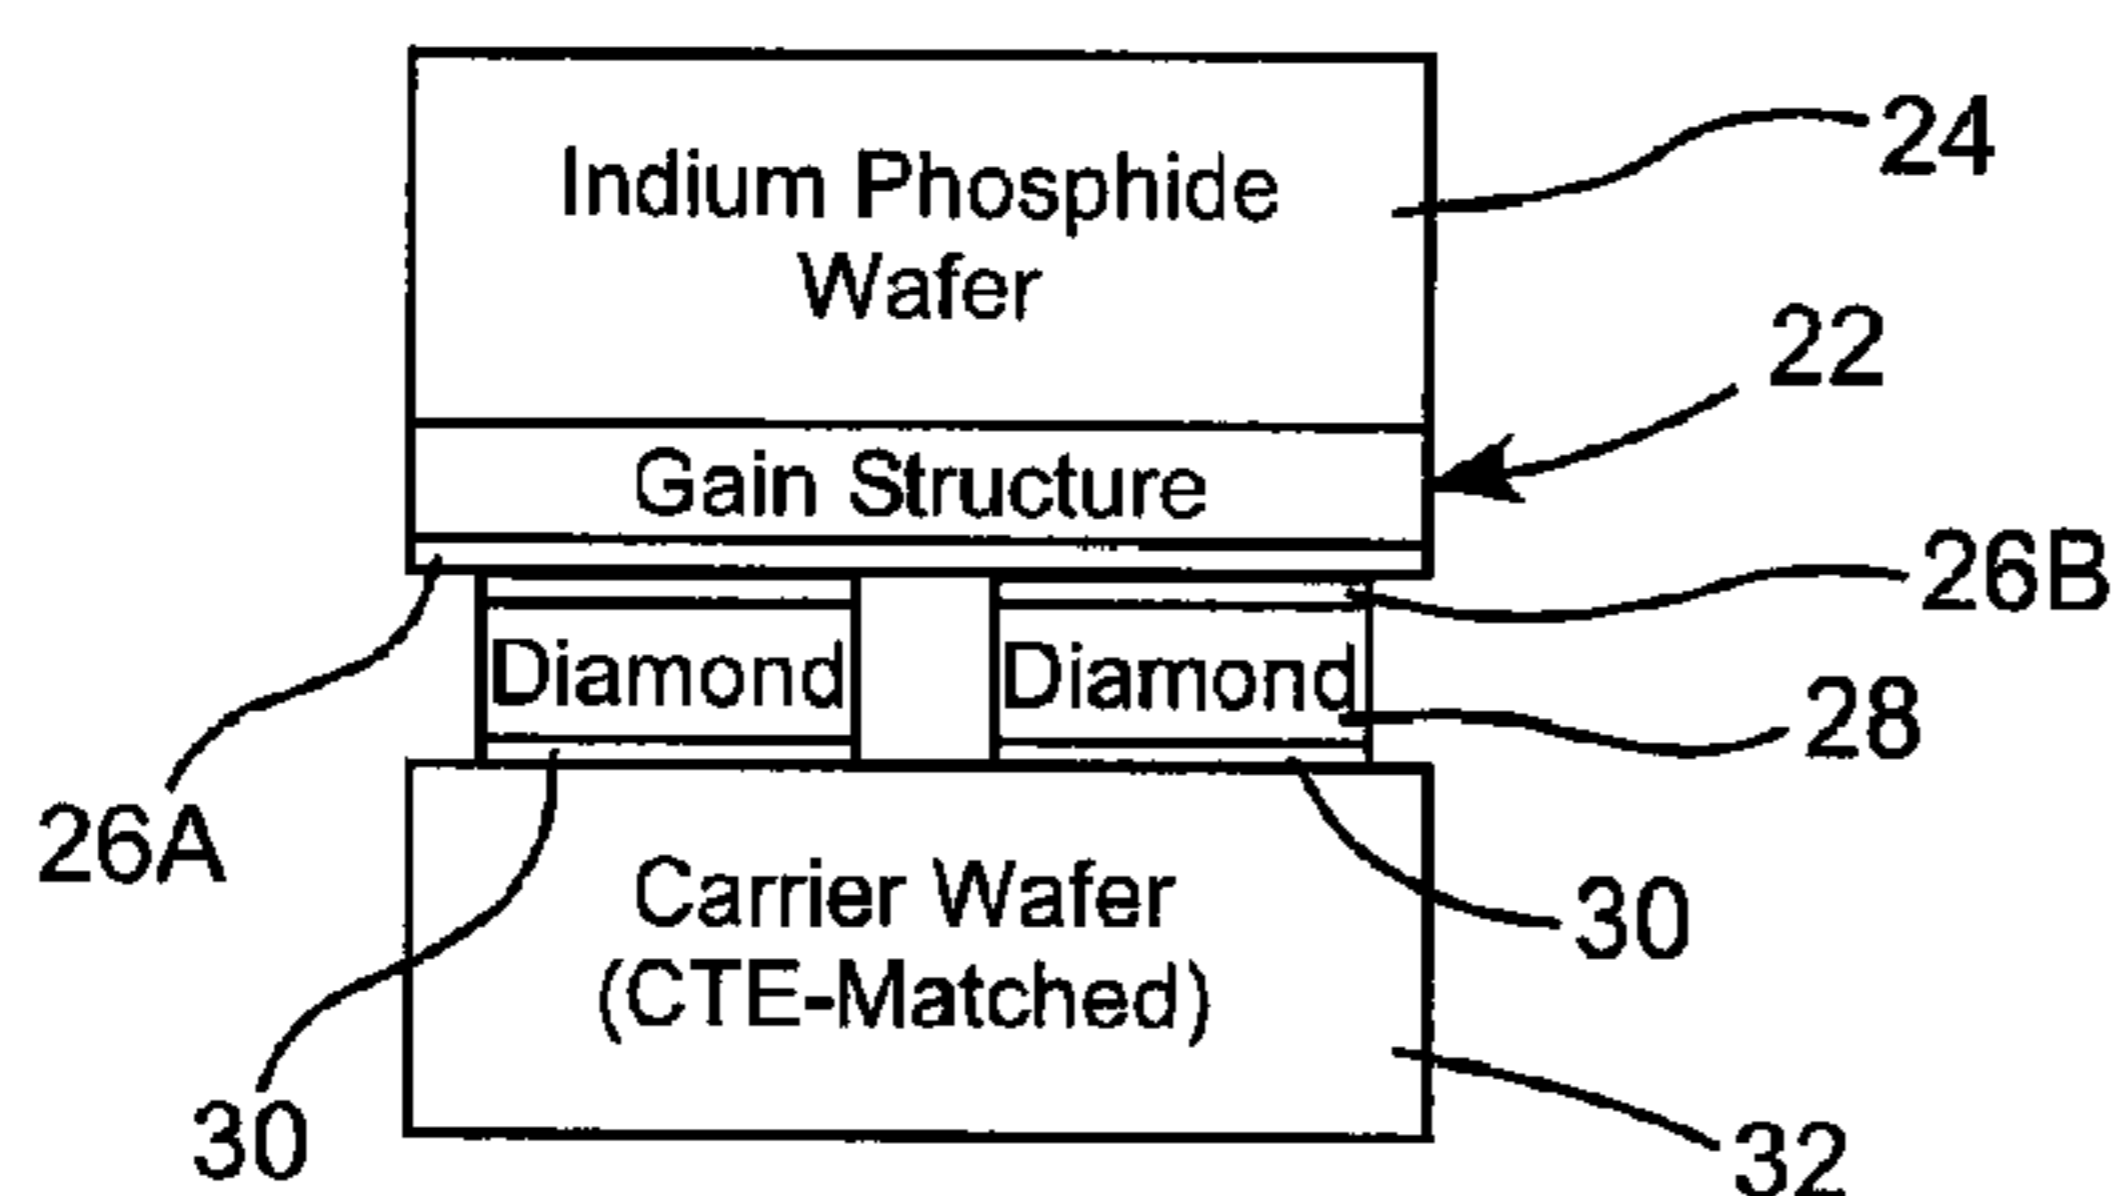 Indium Phosphide
Wafer
24
22
Gain Structure
26B
Diamond
Diamond
28
26A
Carrier Wafer
(CTE-Matched)
30
30
32